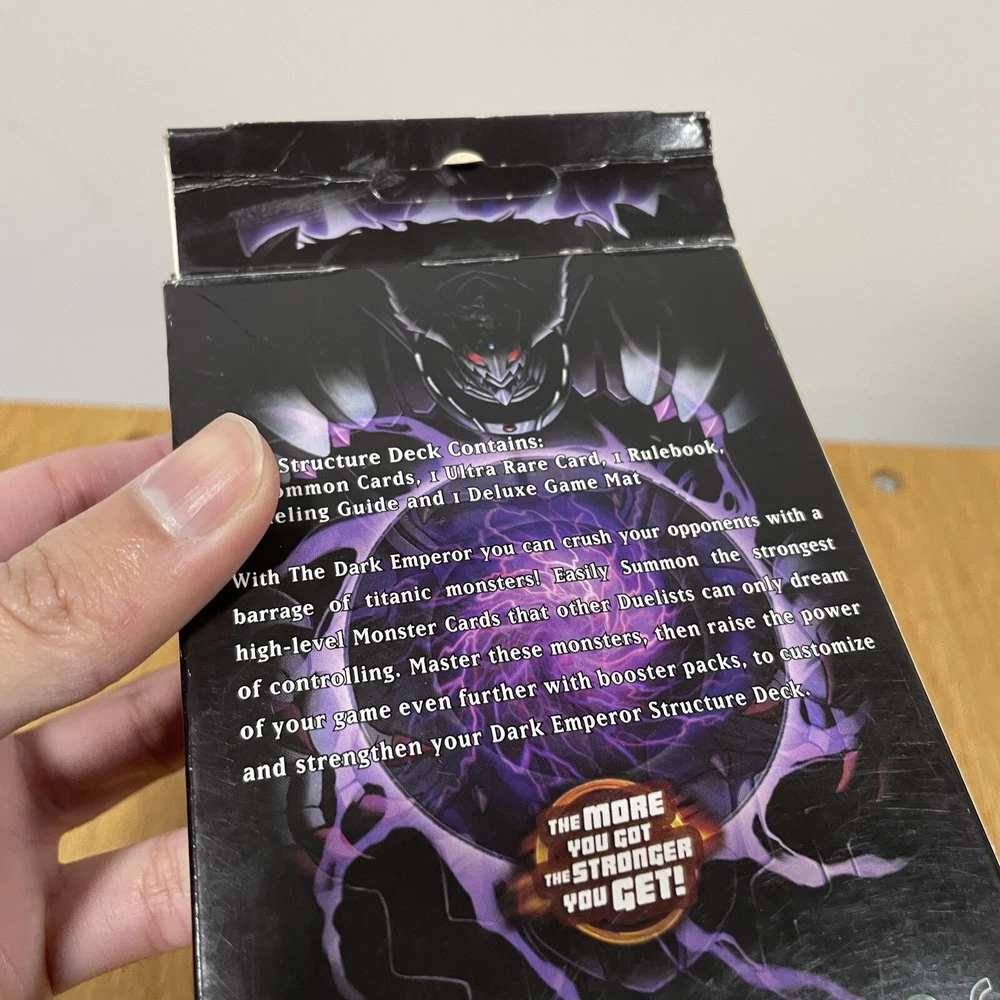 Structure Deck Contains:
mmon Cards, 1 Ultra Rare Card, 1 Rulebook,
eling Guide and 1 Deluxe Game Mat
With The Dark Emperor you can crush your opponents with a
barrage of titanic monsters! Easily Summon the strongest
high-level Monster Cards that other Duelists can only dream
of controlling. Master these monsters, then raise the power
of your game even further with booster packs, to customize
and strengthen your Dark Emperor Structure Deck.
THE MORE
YOU GOT
THE STRONGER
YOU GET!